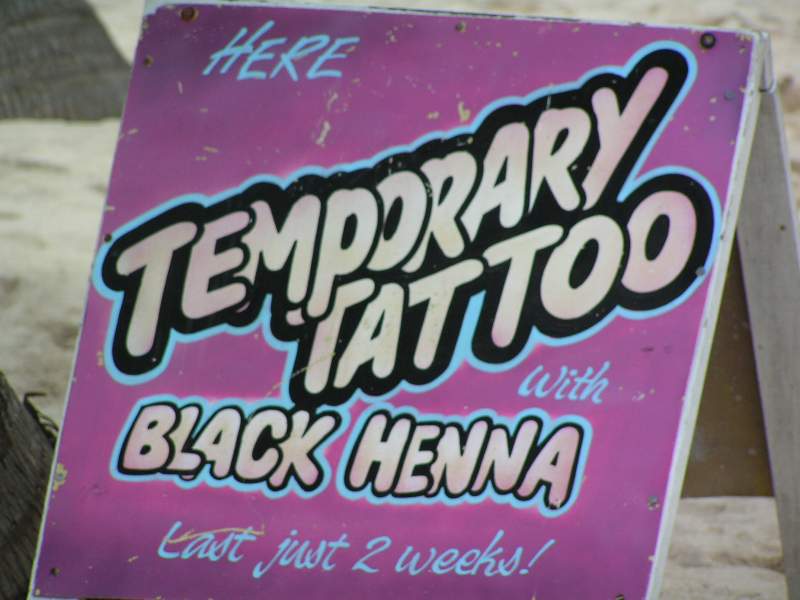 HERE
TEMPORARY
TATTOO
with
BLACK HENNA
Last just 2 weeks!